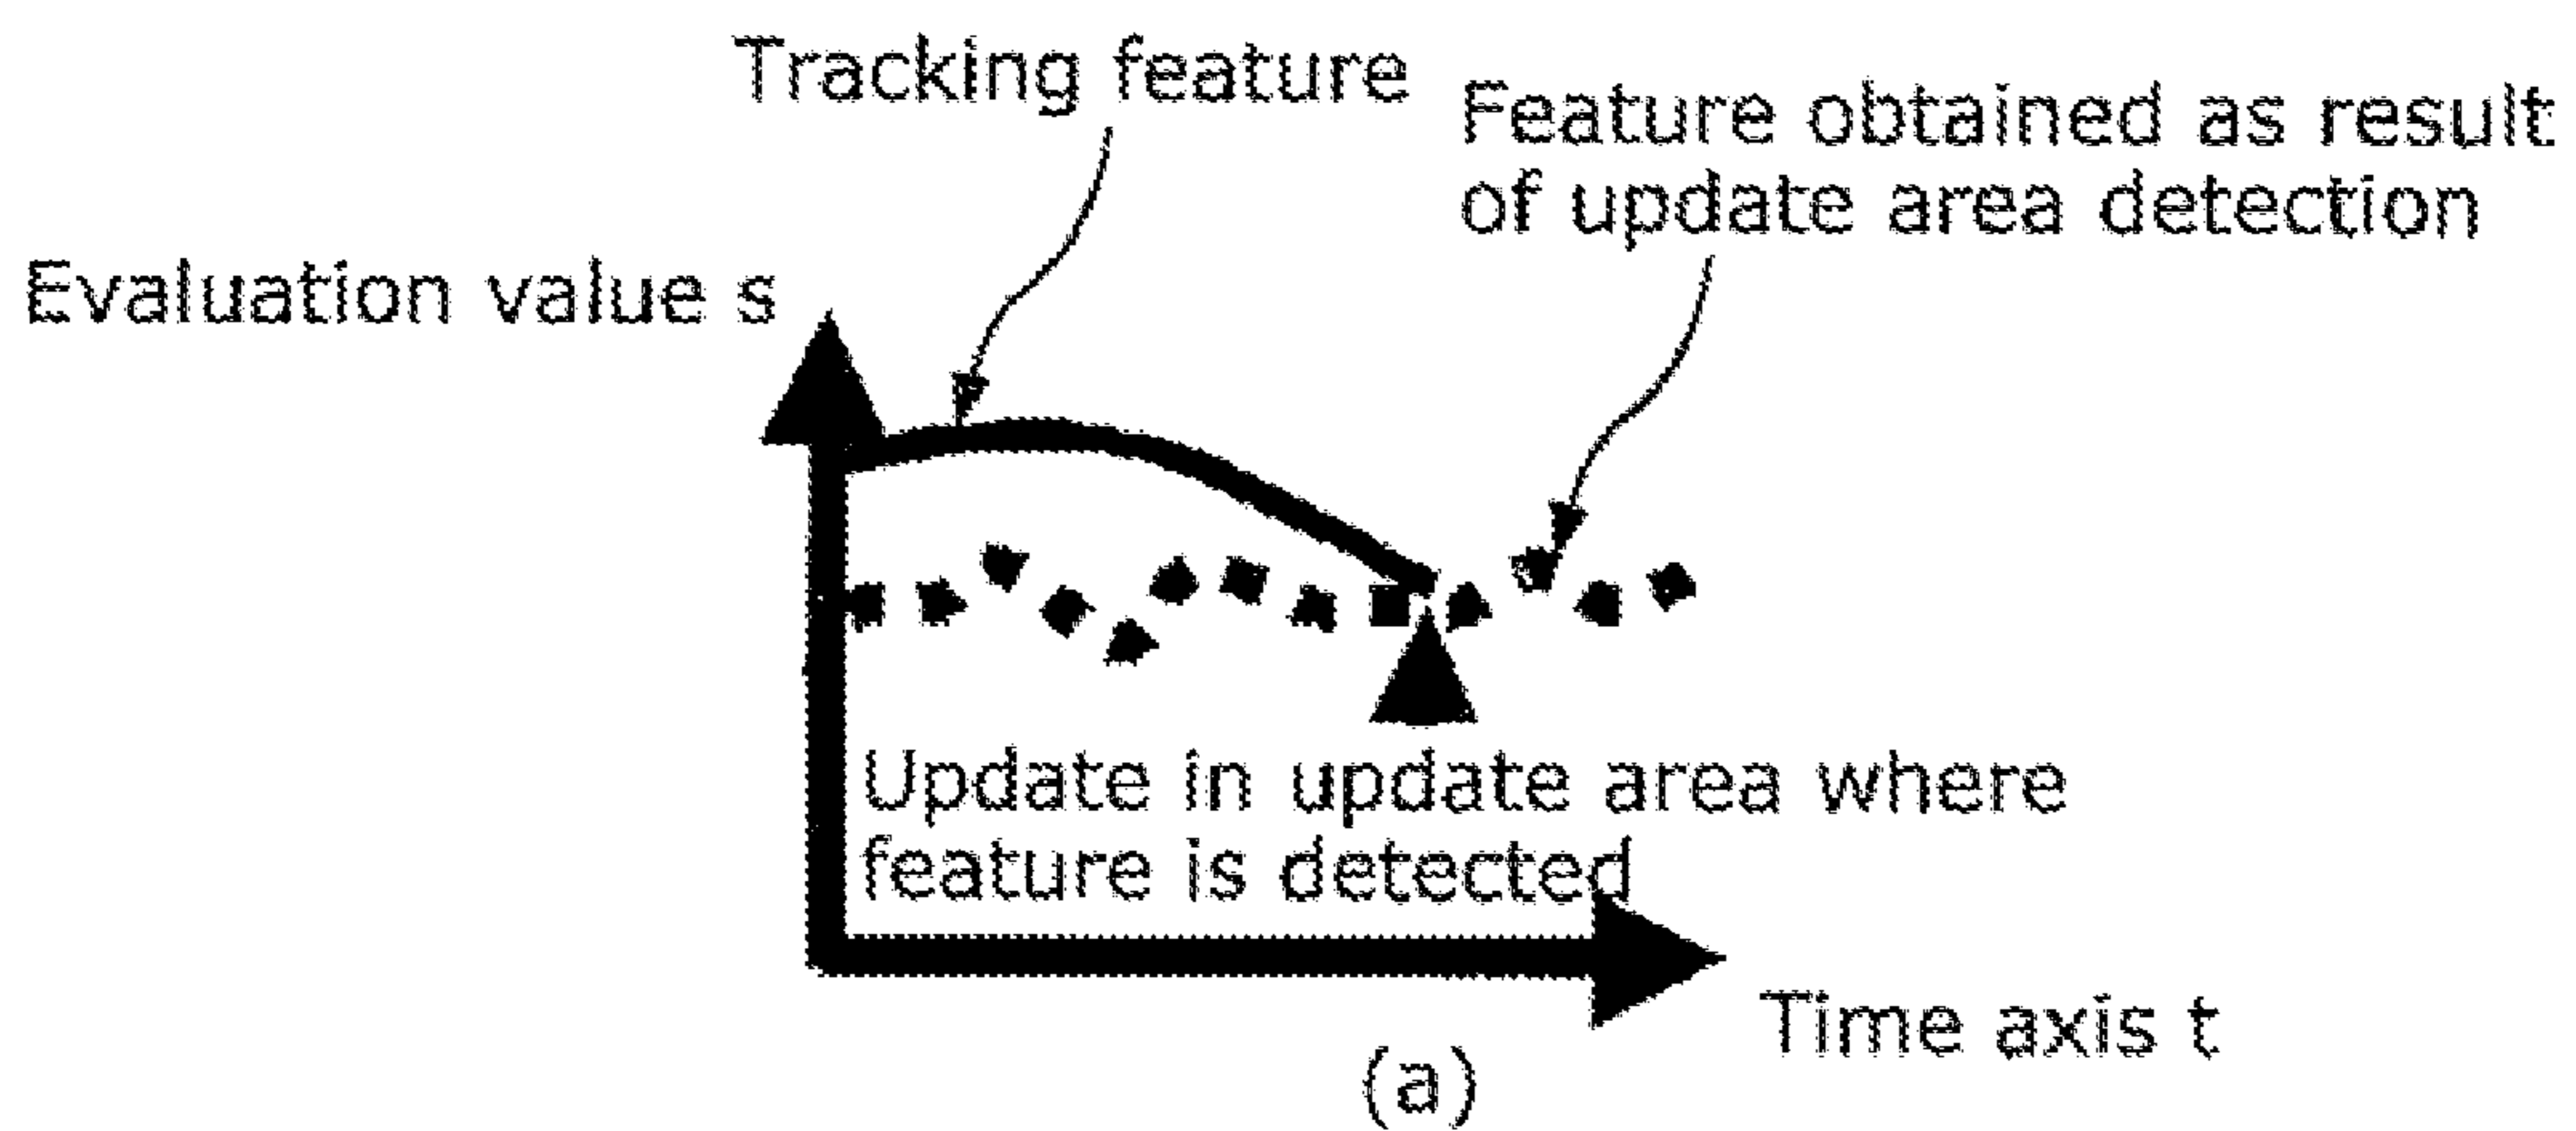 Tracking feature
Feature obtained as result
of update area detection
Evaluation value s
Update in update area where
feature is detected
Time axis t
(a)